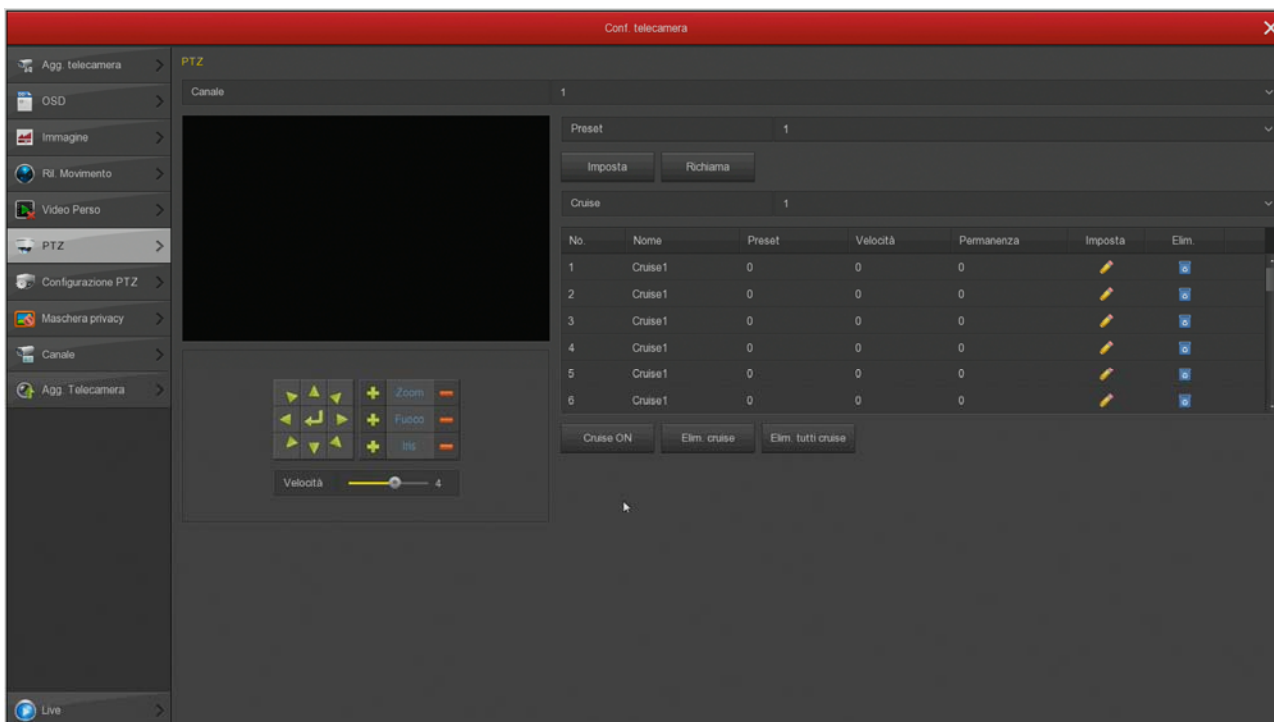 Conf. telecamera
Agg. telecamera
OSD
Immagine
Ril. Movimento
Video Perso
PTZ
Configurazione PTZ
Maschera privacy
Canale
Agg. Telecamera
Live
PTZ
Canale 1
Preset 1
Imposta Richiama
Cruise 1
No. Nome Preset Velocità Permanenza Imposta Elim.
1 Cruise1 0 0 0
2 Cruise1 0 0 0
3 Cruise1 0 0 0
4 Cruise1 0 0 0
5 Cruise1 0 0 0
6 Cruise1 0 0 0
Cruise ON Elim. cruise Elim. tutti cruise
Zoom
Fuoco
Iris
Velocità 4